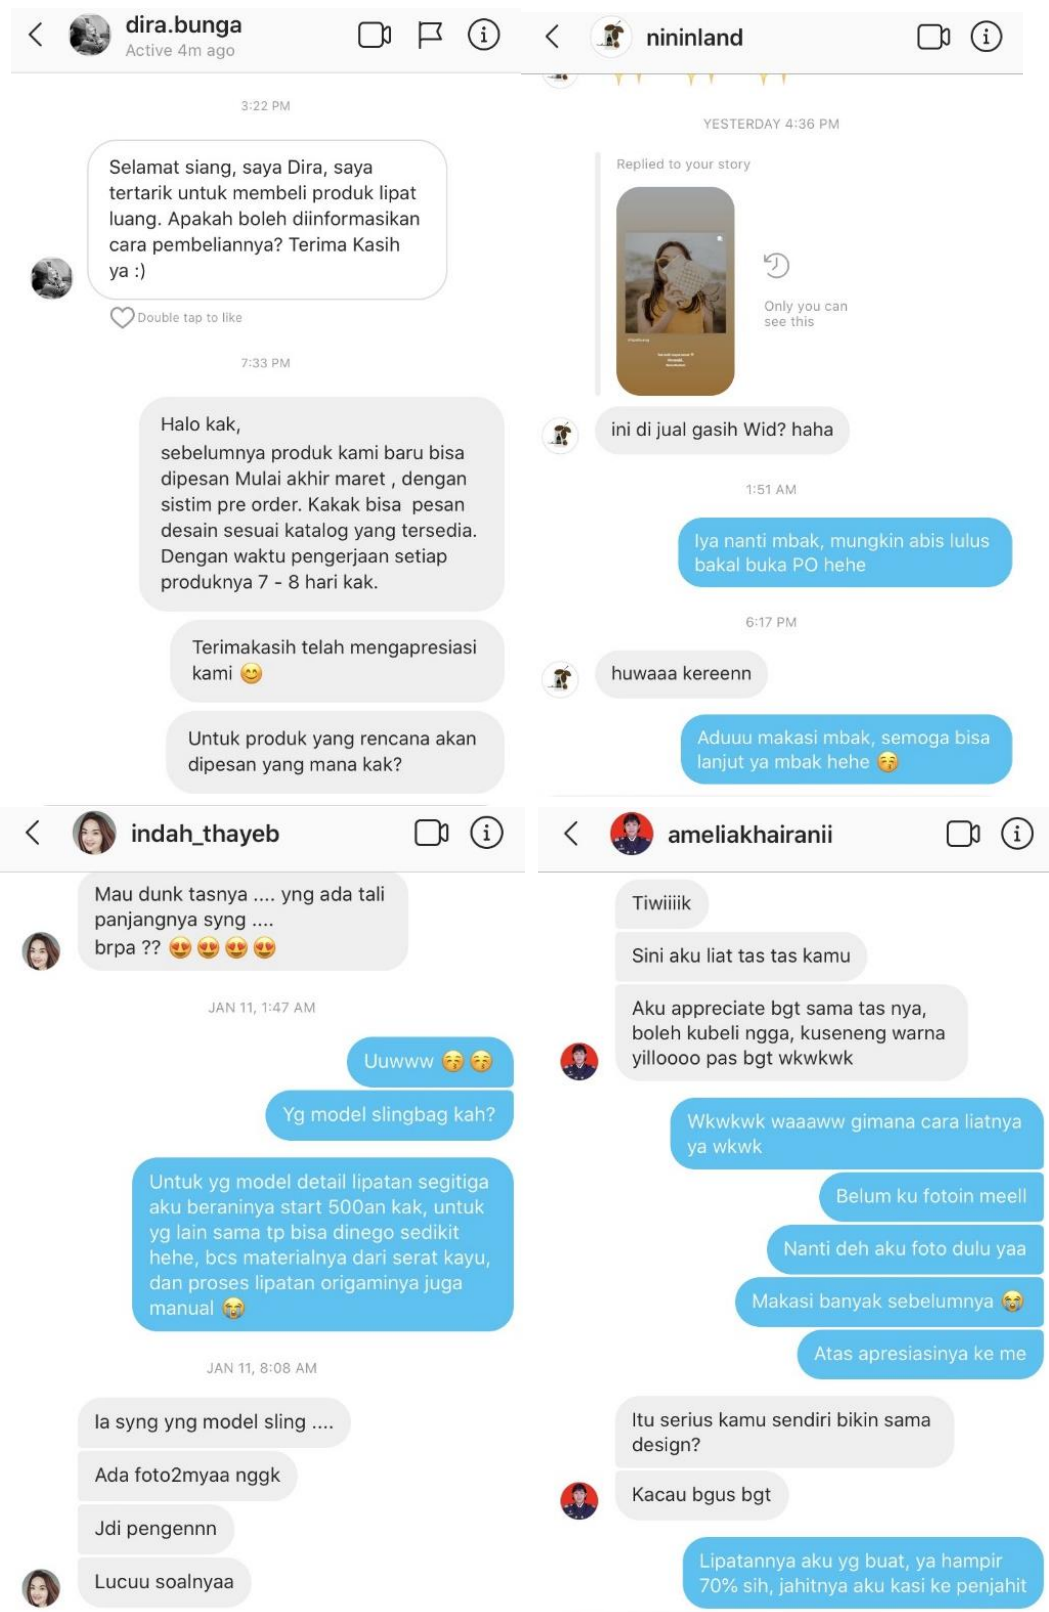 dira.bunga
Active 4m ago
3:22 PM
Selamat siang, saya Dira, saya
tertarik untuk membeli produk lipat
luang. Apakah boleh diinformasikan
cara pembeliannya? Terima Kasih
ya :)
Double tap to like
7:33 PM
Halo kak,
sebelumnya produk kami baru bisa
dipesan Mulai akhir maret , dengan
sistim pre order. Kakak bisa  pesan
desain sesuai katalog yang tersedia.
Dengan waktu pengerjaan setiap
produknya 7 - 8 hari kak.
Terimakasih telah mengapresiasi
kami 😊
Untuk produk yang rencana akan
dipesan yang mana kak?
nininland
YESTERDAY 4:36 PM
Replied to your story
Only you can
see this
ini di jual gasih Wid? haha
1:51 AM
Iya nanti mbak, mungkin abis lulus
bakal buka PO hehe
6:17 PM
huwaaa kereenn
Aduuu makasi mbak, semoga bisa
lanjut ya mbak hehe 😚
indah_thayeb
Mau dunk tasnya .... yng ada tali
panjangnya syng ....
brpa ?? 😍😍😍😍
JAN 11, 1:47 AM
Uuwww 😚😚
Yg model slingbag kah?
Untuk yg model detail lipatan segitiga
aku beraninya start 500an kak, untuk
yg lain sama tp bisa dinego sedikit
hehe, bcs materialnya dari serat kayu,
dan proses lipatan origaminya juga
manual 😭
JAN 11, 8:08 AM
Ia syng yng model sling ....
Ada foto2myaa nggk
Jdi pengennn
Lucuu soalnyaa
ameliakhairanii
Tiwiiiik
Sini aku liat tas tas kamu
Aku appreciate bgt sama tas nya,
boleh kubeli ngga, kuseneng warna
yilloooo pas bgt wkwkwk
Wkwkwk waaaww gimana cara liatnya
ya wkwk
Belum ku fotoin meell
Nanti deh aku foto dulu yaa
Makasi banyak sebelumnya 😭
Atas apresiasinya ke me
Itu serius kamu sendiri bikin sama
design?
Kacau bgus bgt
Lipatannya aku yg buat, ya hampir
70% sih, jahitnya aku kasi ke penjahit